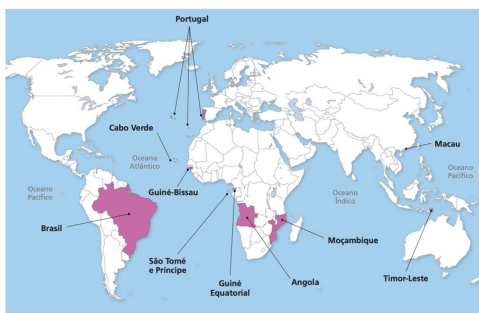 Portugal
Cabo Verde
Macau
Oceano
Atlântico
Oceano
Pacífico
Oceano
Pacífico
Oceano
Índico
Guiné-Bissau
Brasil
Moçambique
São Tomé
e Príncipe
Angola
Timor-Leste
Guiné
Equatorial